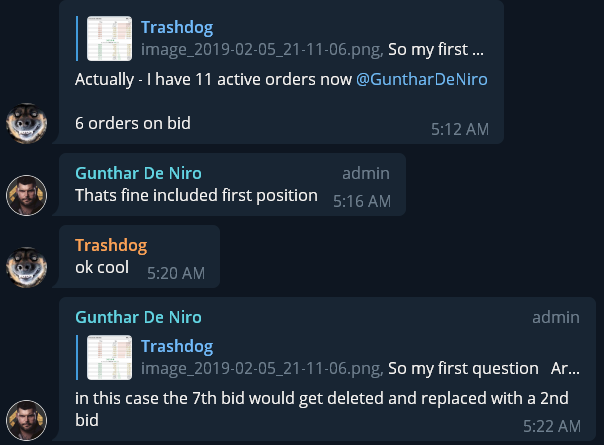 Trashdog
image_2019-02-05_21-11-06.png, So my first ...
Actually - I have 11 active orders now @GuntharDeNiro
6 orders on bid
5:12 AM
Gunthar De Niro admin
Thats fine included first position 5:16 AM
Trashdog
ok cool 5:20 AM
Gunthar De Niro admin
Trashdog
image_2019-02-05_21-11-06.png, So my first question Ar...
in this case the 7th bid would get deleted and replaced with a 2nd
bid
5:22 AM